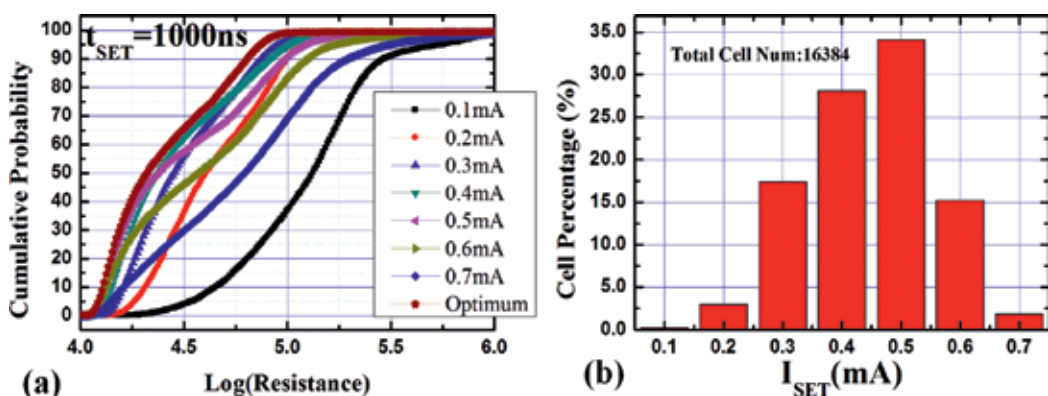 t_SET=1000ns
Cumulative Probability
100
90
80
70
60
50
40
30
20
10
0
4.0 4.5 5.0 5.5 6.0
Log(Resistance)
0.1mA
0.2mA
0.3mA
0.4mA
0.5mA
0.6mA
0.7mA
Optimum
(a)
Total Cell Num:16384
Cell Percentage (%)
35.0
30.0
25.0
20.0
15.0
10.0
5.0
0.0
0.1 0.2 0.3 0.4 0.5 0.6 0.7
I_SET(mA)
(b)